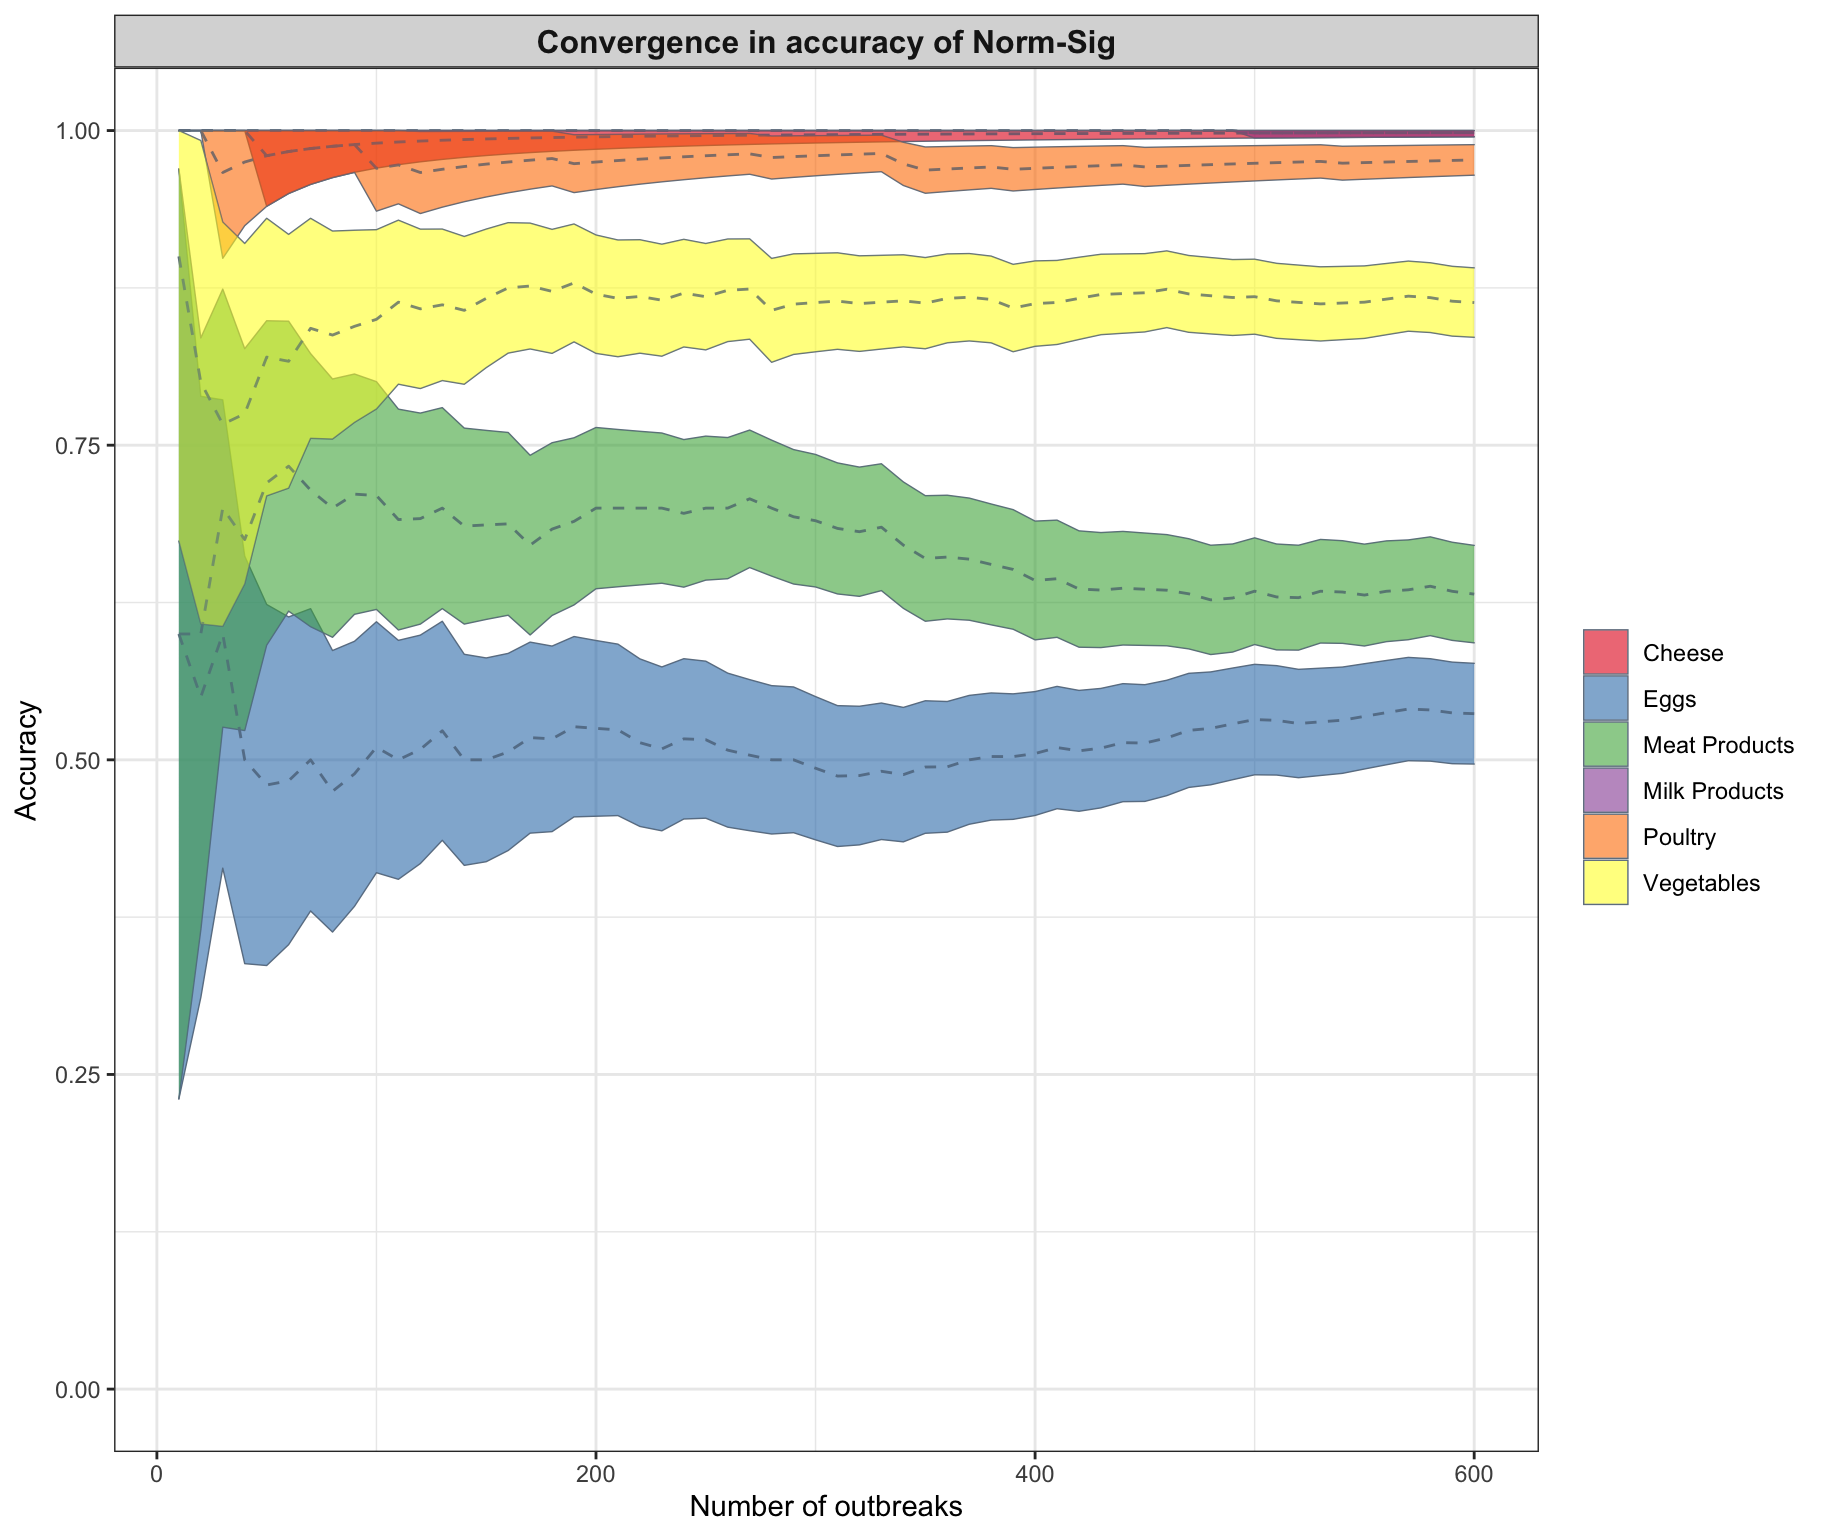 Convergence in accuracy of Norm-Sig
1.00
0.75
0.50
0.25
0.00
Accuracy
0
200
400
600
Number of outbreaks
Cheese
Eggs
Meat Products
Milk Products
Poultry
Vegetables